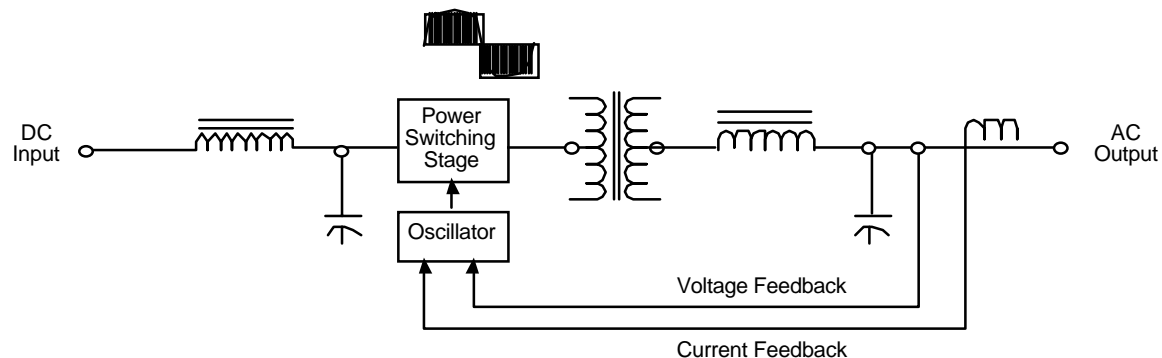 DC
Input
Power
Switching
Stage
Oscillator
AC
Output
Voltage Feedback
Current Feedback